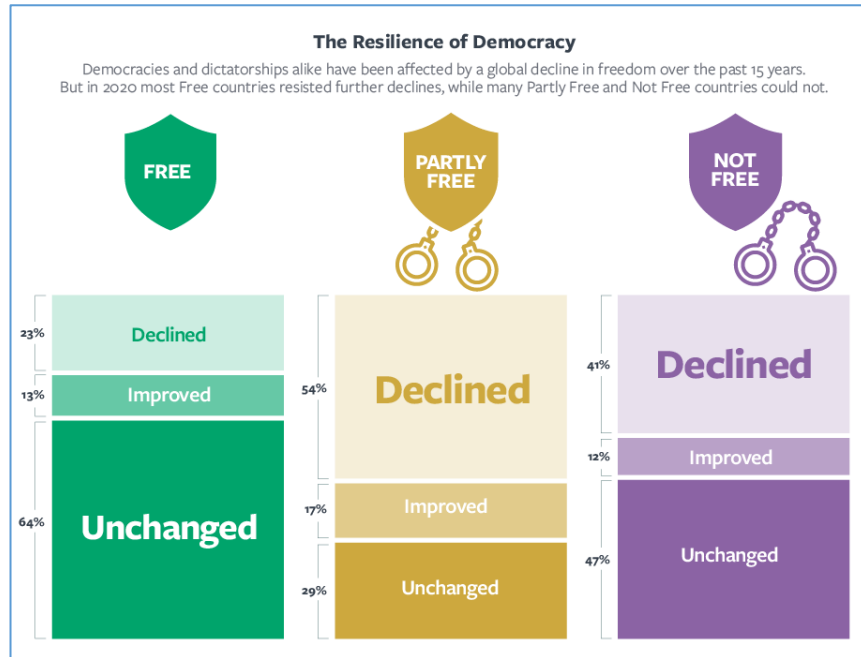 The Resilience of Democracy
Democracies and dictatorships alike have been affected by a global decline in freedom over the past 15 years.
But in 2020 most Free countries resisted further declines, while many Partly Free and Not Free countries could not.
FREE
PARTLY
FREE
NOT
FREE
23%
Declined
13%
Improved
64%
Unchanged
54%
Declined
17%
Improved
29%
Unchanged
41%
Declined
12%
Improved
47%
Unchanged